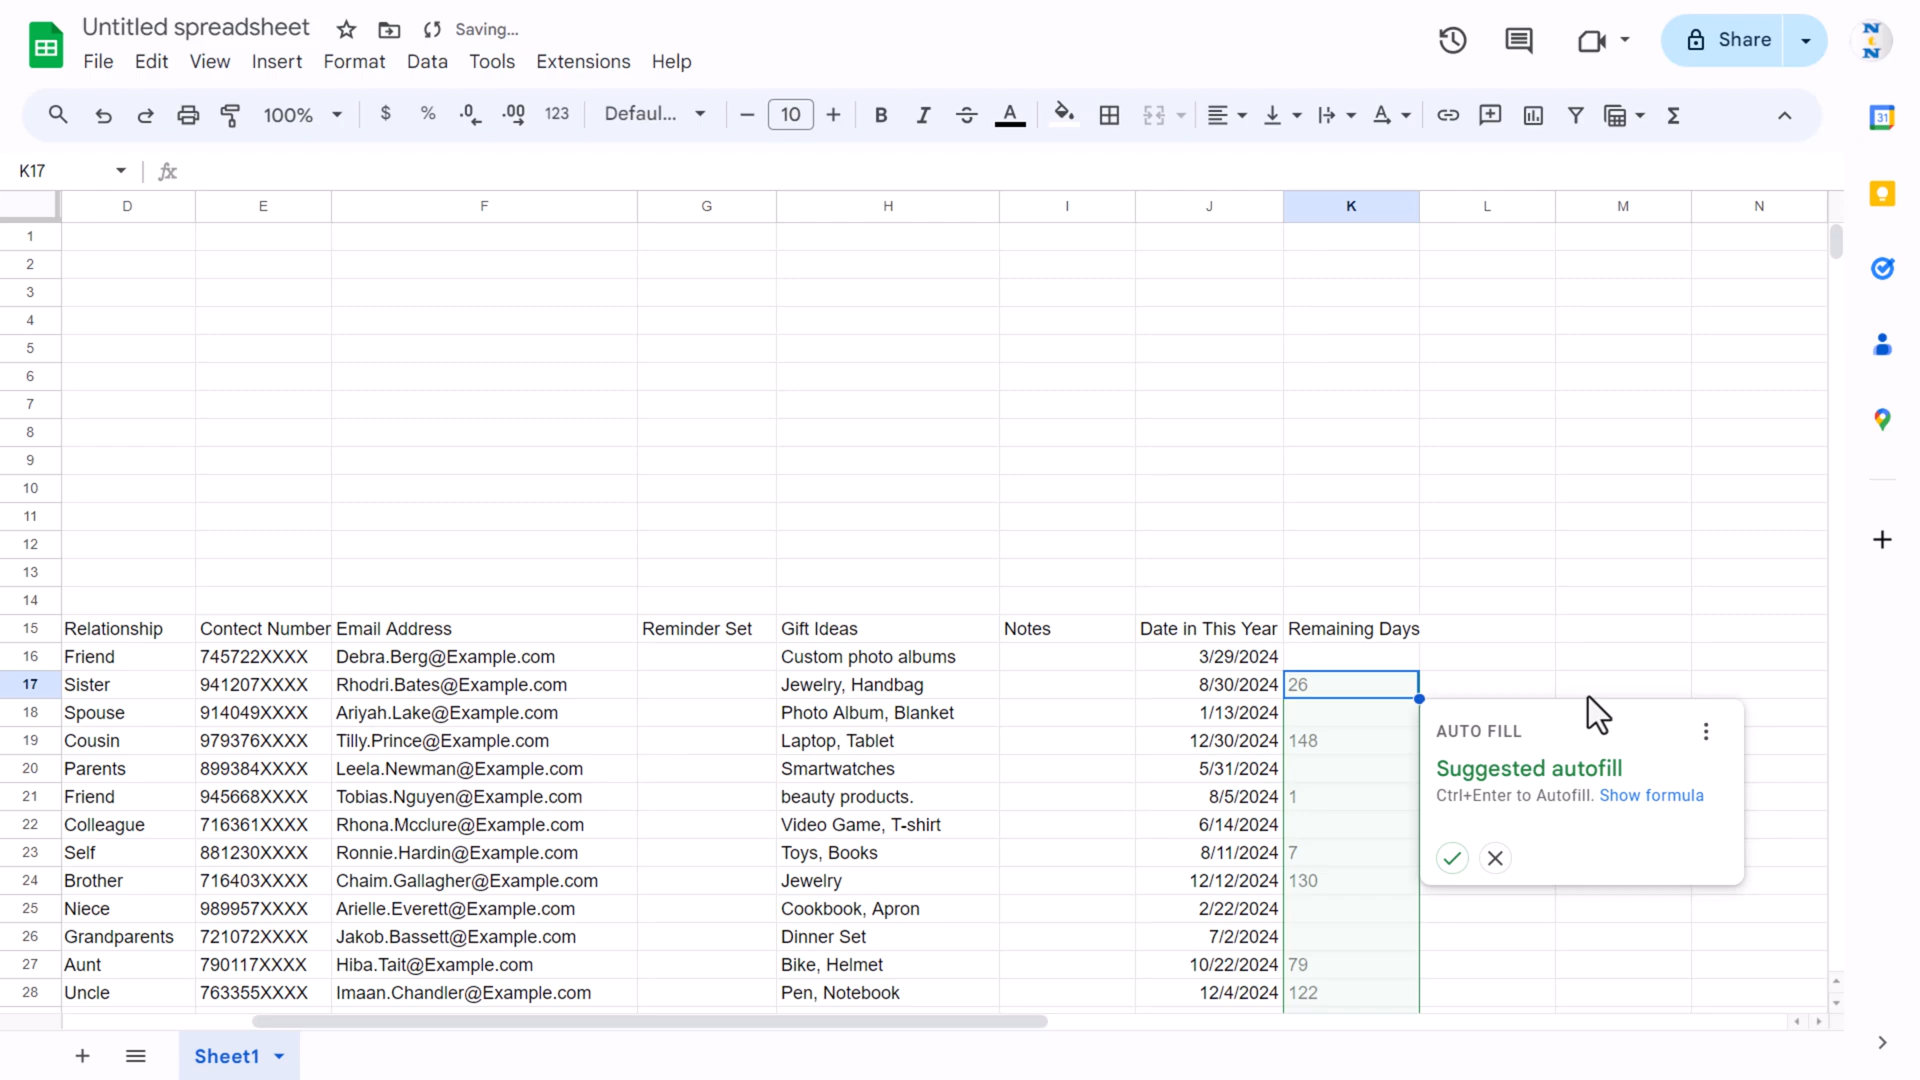 Untitled spreadsheet Saving...
File Edit View Insert Format Data Tools Extensions Help
Share
N N
100% $ % .0 .00 123 Defaul... 10 B I S A A Σ
31
K17 fx
D E F G H I J K L M N
1
2
3
4
5
6
7
8
9
10
11
12
13
14
15 Relationship Contect Number Email Address Reminder Set Gift Ideas Notes Date in This Year Remaining Days
16 Friend 745722XXXX Debra.Berg@Example.com Custom photo albums 3/29/2024
17 Sister 941207XXXX Rhodri.Bates@Example.com Jewelry, Handbag 8/30/2024 26
18 Spouse 914049XXXX Ariyah.Lake@Example.com Photo Album, Blanket 1/13/2024
19 Cousin 979376XXXX Tilly.Prince@Example.com Laptop, Tablet 12/30/2024 148
20 Parents 899384XXXX Leela.Newman@Example.com Smartwatches 5/31/2024
21 Friend 945668XXXX Tobias.Nguyen@Example.com beauty products. 8/5/2024 1
22 Colleague 716361XXXX Rhona.Mcclure@Example.com Video Game, T-shirt 6/14/2024
23 Self 881230XXXX Ronnie.Hardin@Example.com Toys, Books 8/11/2024 7
24 Brother 716403XXXX Chaim.Gallagher@Example.com Jewelry 12/12/2024 130
25 Niece 989957XXXX Arielle.Everett@Example.com Cookbook, Apron 2/22/2024
26 Grandparents 721072XXXX Jakob.Bassett@Example.com Dinner Set 7/2/2024
27 Aunt 790117XXXX Hiba.Tait@Example.com Bike, Helmet 10/22/2024 79
28 Uncle 763355XXXX Imaan.Chandler@Example.com Pen, Notebook 12/4/2024 122
AUTO FILL
Suggested autofill
Ctrl+Enter to Autofill. Show formula
Sheet1